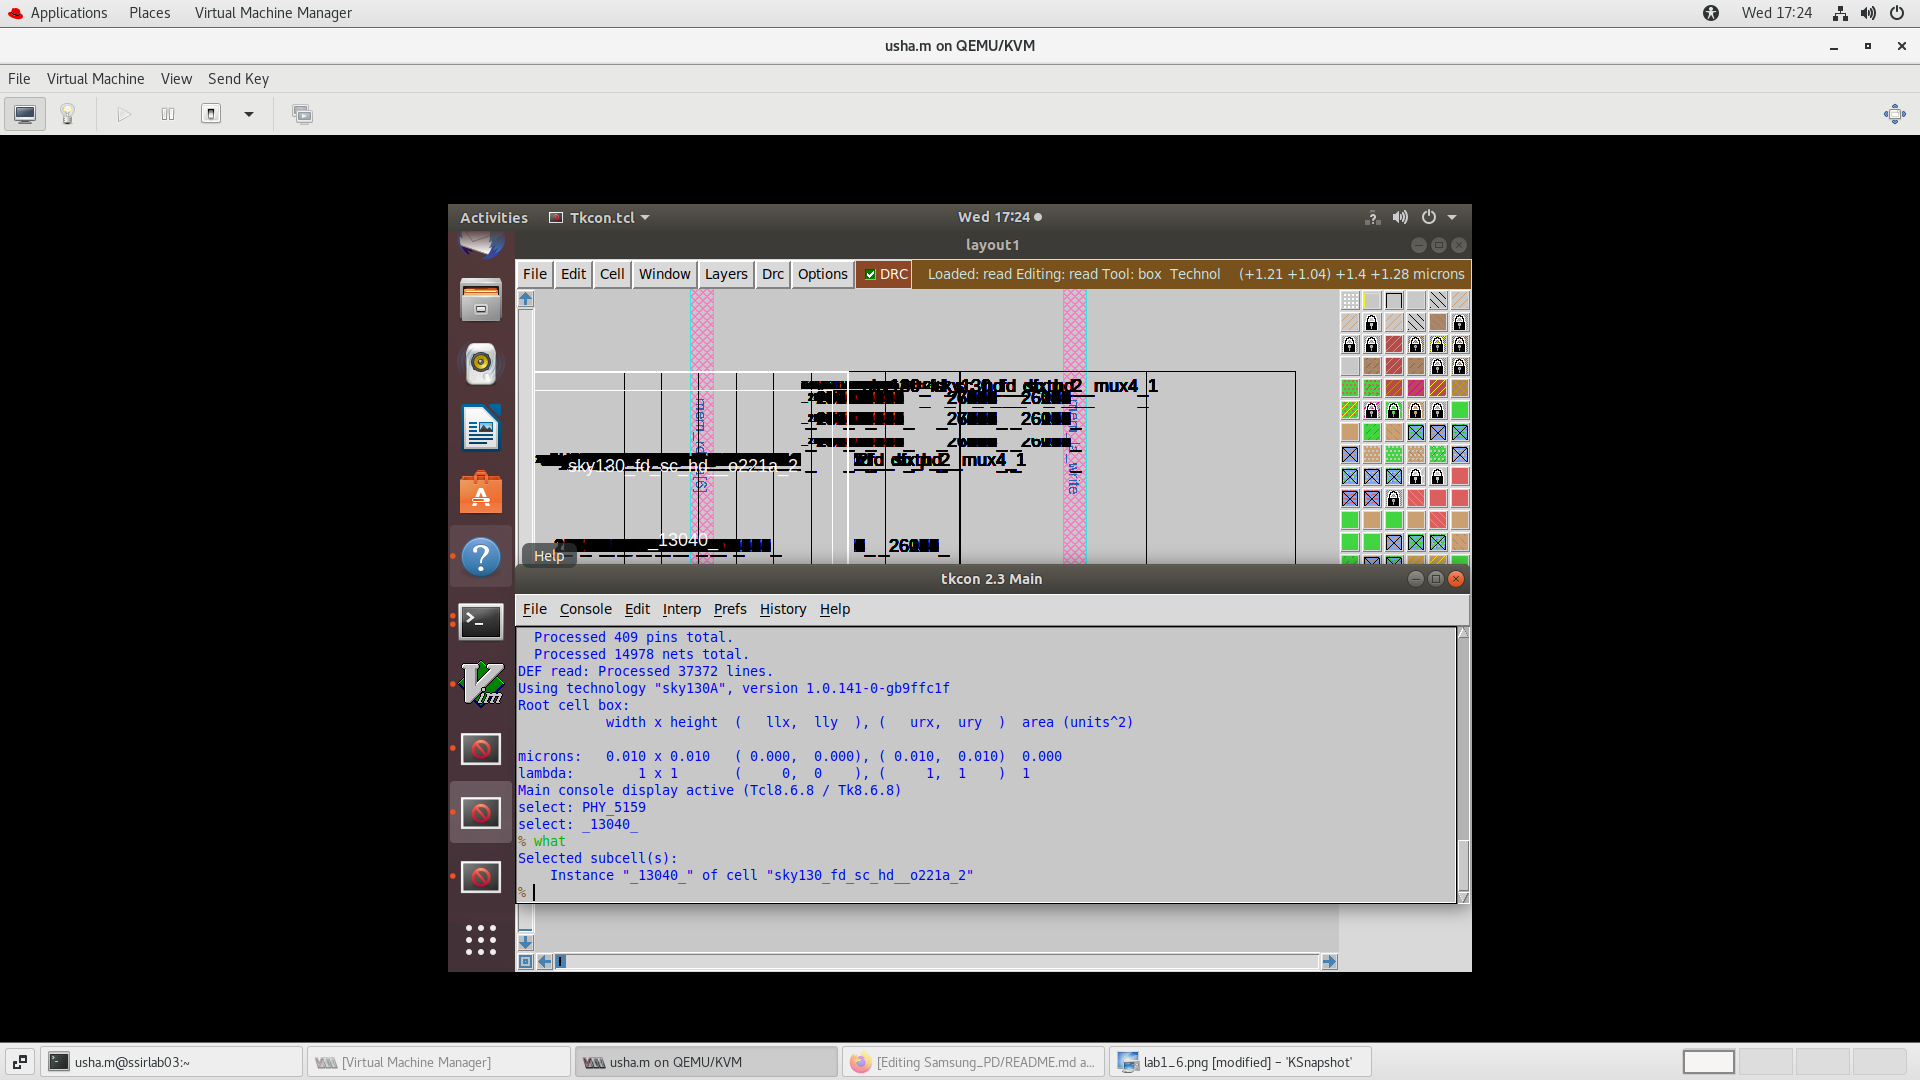 Applications Places Virtual Machine Manager Wed 17:24
usha.m on QEMU/KVM
File Virtual Machine View Send Key
Activities Tkcon.tcl Wed 17:24
layout1
File Edit Cell Window Layers Drc Options DRC Loaded: read Editing: read Tool: box Technol (+1.21 +1.04) +1.4 +1.28 microns
mux4_1
sky130_fd_sc_hd__o221a_2
mux4_1
write
_13040_
Help
tkcon 2.3 Main
File Console Edit Interp Prefs History Help
Processed 409 pins total.
Processed 14978 nets total.
DEF read: Processed 37372 lines.
Using technology "sky130A", version 1.0.141-0-gb9ffc1f
Root cell box:
width x height ( llx, lly ), ( urx, ury ) area (units^2)
microns: 0.010 x 0.010 ( 0.000, 0.000), ( 0.010, 0.010) 0.000
lambda: 1 x 1 ( 0, 0 ), ( 1, 1 ) 1
Main console display active (Tcl8.6.8 / Tk8.6.8)
select: PHY_5159
select: _13040_
% what
Selected subcell(s):
Instance "_13040_" of cell "sky130_fd_sc_hd__o221a_2"
%
usha.m@ssirlab03:~ [Virtual Machine Manager] usha.m on QEMU/KVM [Editing Samsung_PD/README.md a... lab1_6.png [modified] – 'KSnapshot'